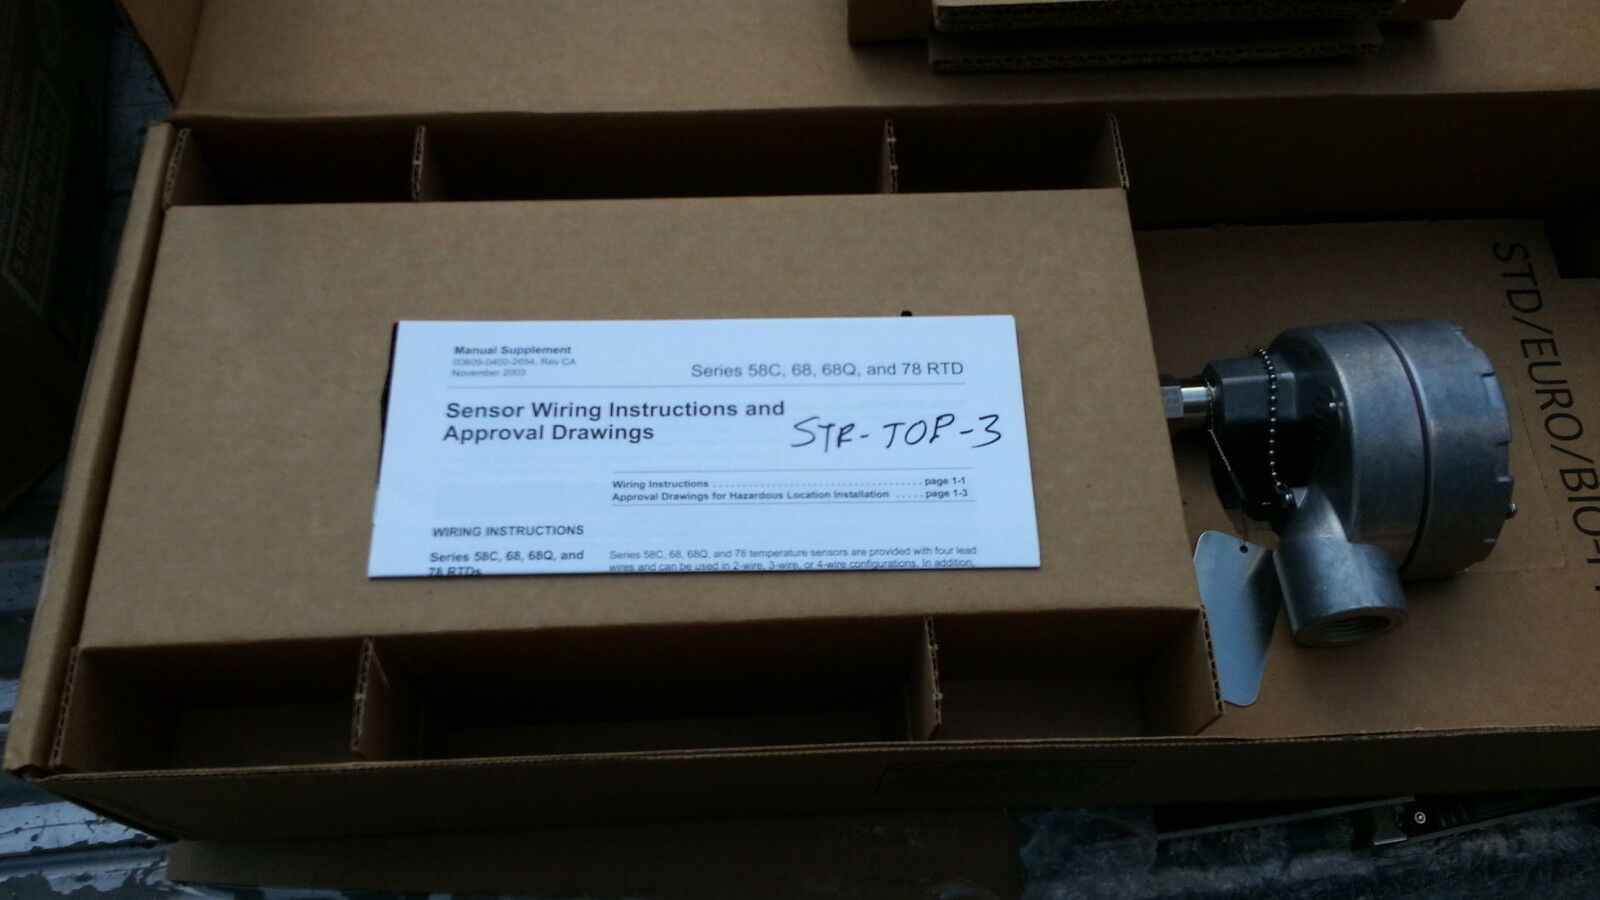 Manual Supplement
00809-0400-2654, Rev CA
November 2003
Series 58C, 68, 68Q, and 78 RTD
Sensor Wiring Instructions and
Approval Drawings
STR-TOP-3
Wiring Instructions . . . . . . . . . . . . . . . . . . . . . . . . . . . . . . . . . . . page 1-1
Approval Drawings for Hazardous Location Installation . . . . . page 1-3
WIRING INSTRUCTIONS
Series 58C, 68, 68Q, and
78 RTDs
Series 58C, 68, 68Q, and 78 temperature sensors are provided with four lead
wires and can be used in 2-wire, 3-wire, or 4-wire configurations. In addition,
STD/EURO/BIO-P